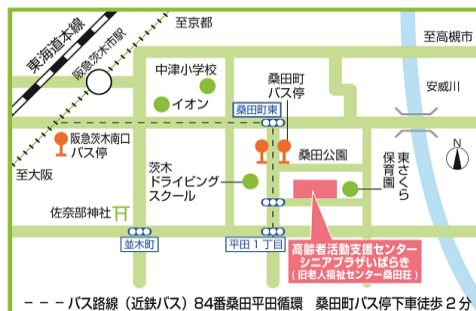 至京都
至高槻市
東海道本線
阪急茨木市駅
中津小学校
イオン
桑田町
バス停
安威川
桑田町東
阪急茨木南口
バス停
桑田公園
東さくら
保育園
N
至大阪
茨木
ドライビング
スクール
佐奈部神社
並木町
平田1丁目
高齢者活動支援センター
シニアプラザいばらき
(旧老人福祉センター桑田荘)
---バス路線(近鉄バス)84番桑田平田循環 桑田町バス停下車徒歩2分